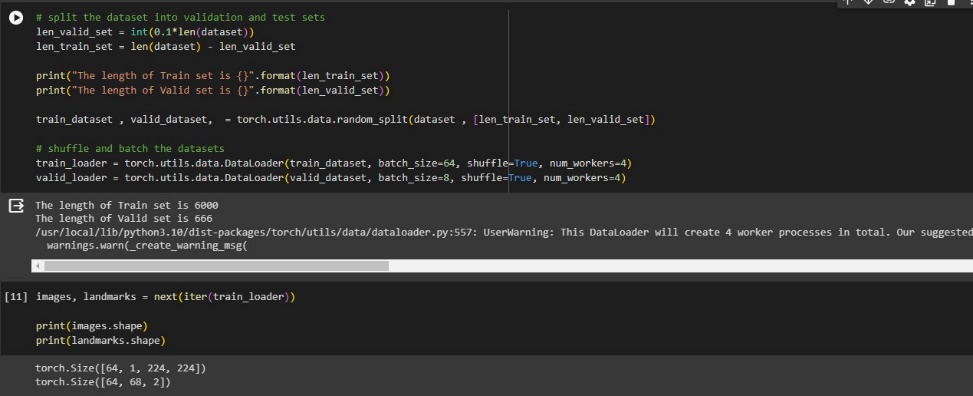 # split the dataset into validation and test sets
len_valid_set = int(0.1*len(dataset))
len_train_set = len(dataset) - len_valid_set
print("The length of Train set is {}".format(len_train_set))
print("The length of Valid set is {}".format(len_valid_set))
train_dataset , valid_dataset,  = torch.utils.data.random_split(dataset , [len_train_set, len_valid_set])
# shuffle and batch the datasets
train_loader = torch.utils.data.DataLoader(train_dataset, batch_size=64, shuffle=True, num_workers=4)
valid_loader = torch.utils.data.DataLoader(valid_dataset, batch_size=8, shuffle=True, num_workers=4)
The length of Train set is 6000
The length of Valid set is 666
/usr/local/lib/python3.10/dist-packages/torch/utils/data/dataloader.py:557: UserWarning: This DataLoader will create 4 worker processes in total. Our suggested
warnings.warn(_create_warning_msg(
[11] images, landmarks = next(iter(train_loader))
print(images.shape)
print(landmarks.shape)
torch.Size([64, 1, 224, 224])
torch.Size([64, 68, 2])